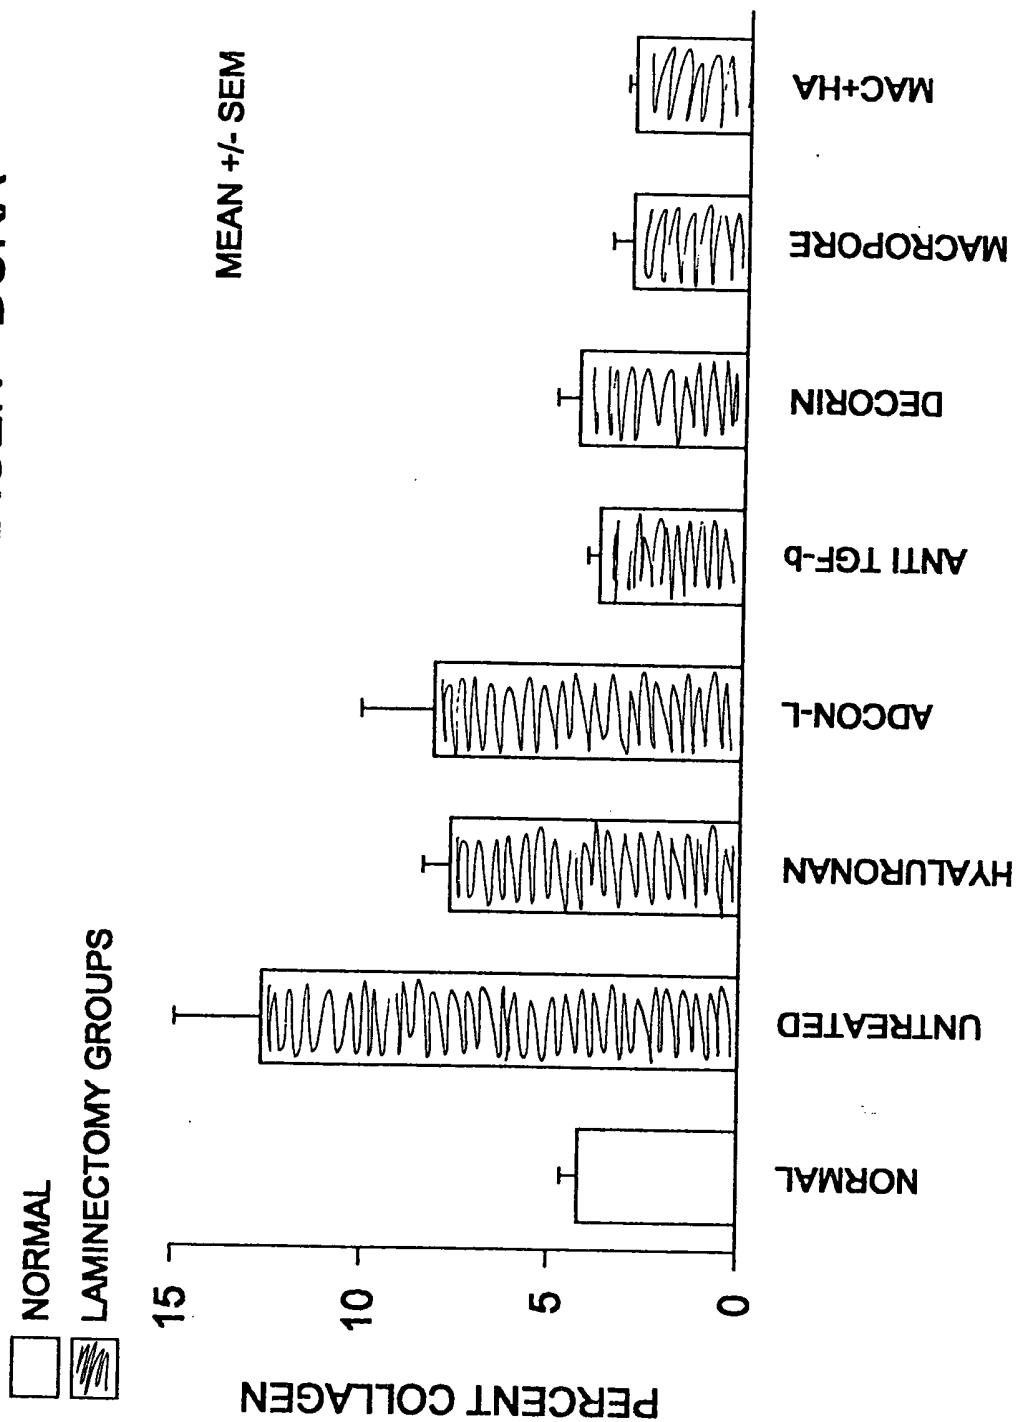 NORMAL
LAMINECTOMY GROUPS
MEAN +/- SEM
PERCENT COLLAGEN
15
10
5
0
NORMAL
UNTREATED
HYALURONAN
ADCON-L
ANTI TGF-b
DECORIN
MACROPORE
MAC+HA